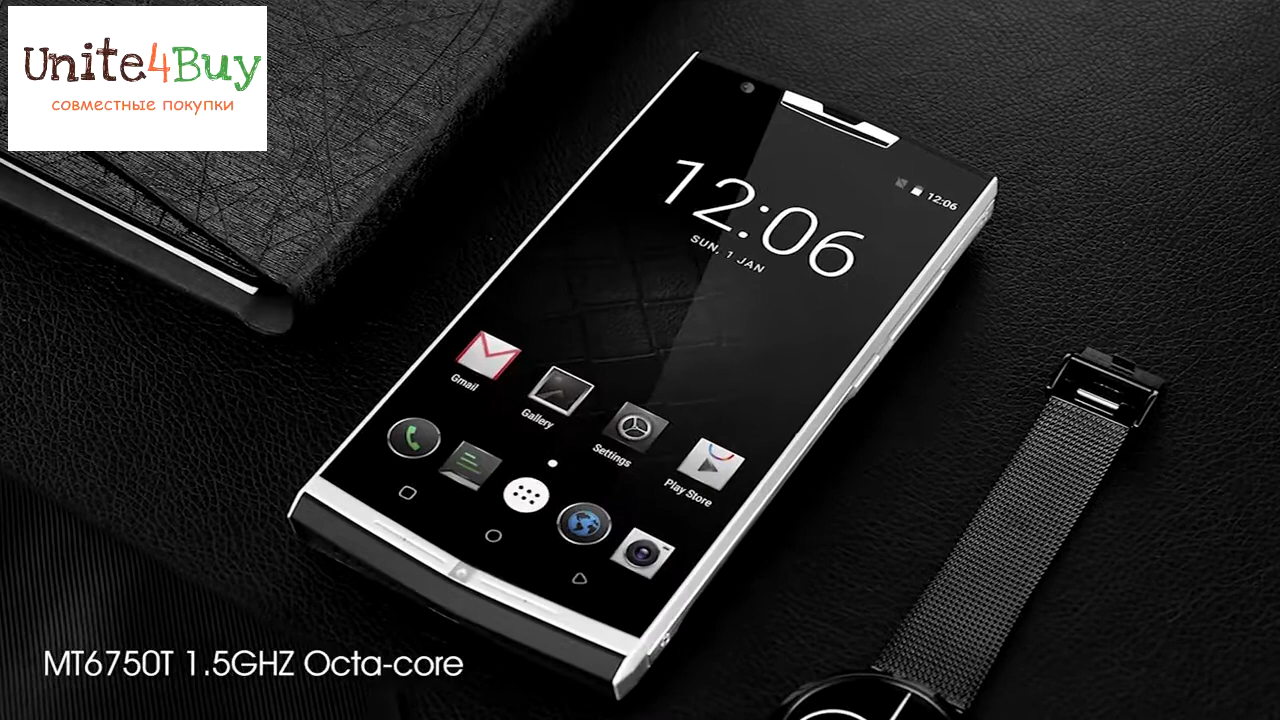 Unite4Buy
совместные покупки
12:06
12:06
SUN, 1 JAN
Gmail
Gallery
Settings
Play Store
MT6750T 1.5GHZ Octa-core